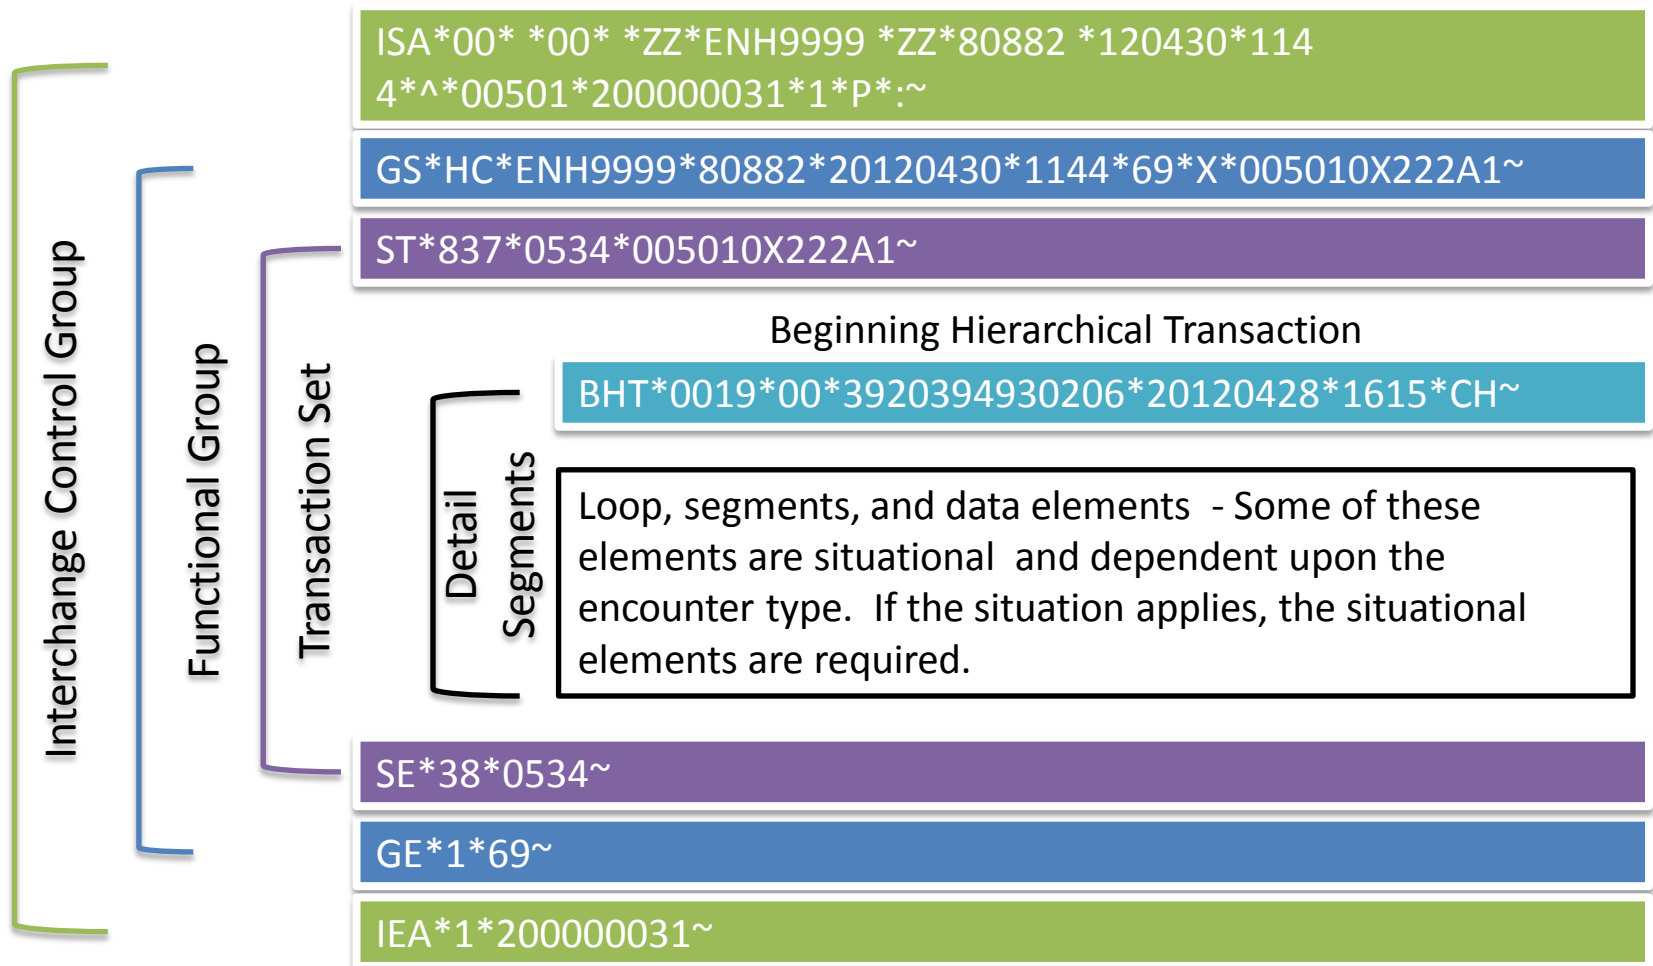 ISA*00* *00* *ZZ*ENH9999 *ZZ*80882 *120430*114
4*^*00501*200000031*1*P*:~
GS*HC*ENH9999*80882*20120430*1144*69*X*005010X222A1~
ST*837*0534*005010X222A1~
Interchange Control Group
Functional Group
Transaction Set
Beginning Hierarchical Transaction
BHT*0019*00*3920394930206*20120428*1615*CH~
Detail
Segments
Loop, segments, and data elements  - Some of these
elements are situational  and dependent upon the
encounter type.  If the situation applies, the situational
elements are required.
SE*38*0534~
GE*1*69~
IEA*1*200000031~